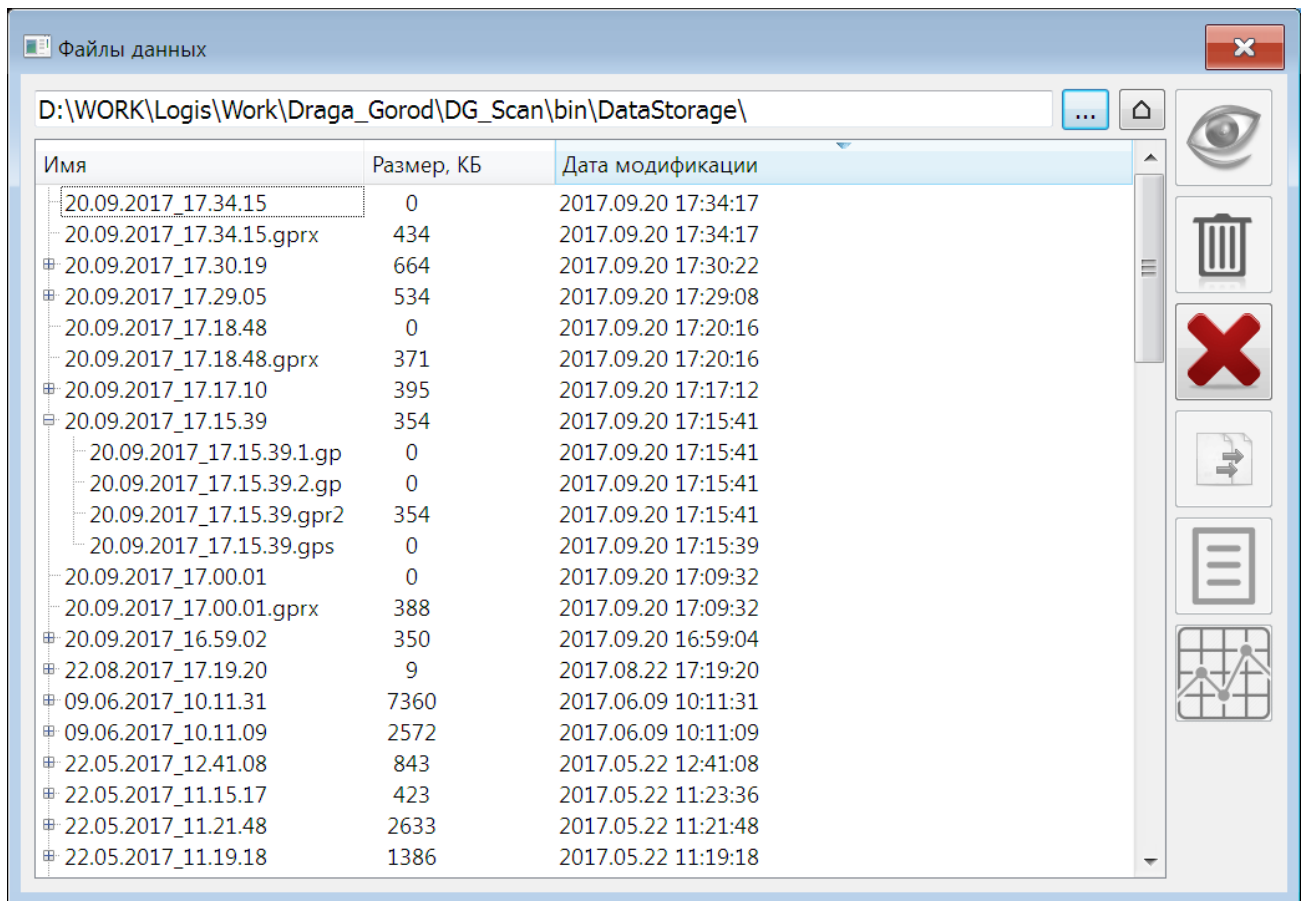 Файлы данных
D:\WORK\Logis\Work\Draga_Gorod\DG_Scan\bin\DataStorage\ ...
Имя Размер, КБ Дата модификации
20.09.2017_17.34.15 0 2017.09.20 17:34:17
20.09.2017_17.34.15.gprx 434 2017.09.20 17:34:17
20.09.2017_17.30.19 664 2017.09.20 17:30:22
20.09.2017_17.29.05 534 2017.09.20 17:29:08
20.09.2017_17.18.48 0 2017.09.20 17:20:16
20.09.2017_17.18.48.gprx 371 2017.09.20 17:20:16
20.09.2017_17.17.10 395 2017.09.20 17:17:12
20.09.2017_17.15.39 354 2017.09.20 17:15:41
20.09.2017_17.15.39.1.gp 0 2017.09.20 17:15:41
20.09.2017_17.15.39.2.gp 0 2017.09.20 17:15:41
20.09.2017_17.15.39.gpr2 354 2017.09.20 17:15:41
20.09.2017_17.15.39.gps 0 2017.09.20 17:15:39
20.09.2017_17.00.01 0 2017.09.20 17:09:32
20.09.2017_17.00.01.gprx 388 2017.09.20 17:09:32
20.09.2017_16.59.02 350 2017.09.20 16:59:04
22.08.2017_17.19.20 9 2017.08.22 17:19:20
09.06.2017_10.11.31 7360 2017.06.09 10:11:31
09.06.2017_10.11.09 2572 2017.06.09 10:11:09
22.05.2017_12.41.08 843 2017.05.22 12:41:08
22.05.2017_11.15.17 423 2017.05.22 11:23:36
22.05.2017_11.21.48 2633 2017.05.22 11:21:48
22.05.2017_11.19.18 1386 2017.05.22 11:19:18